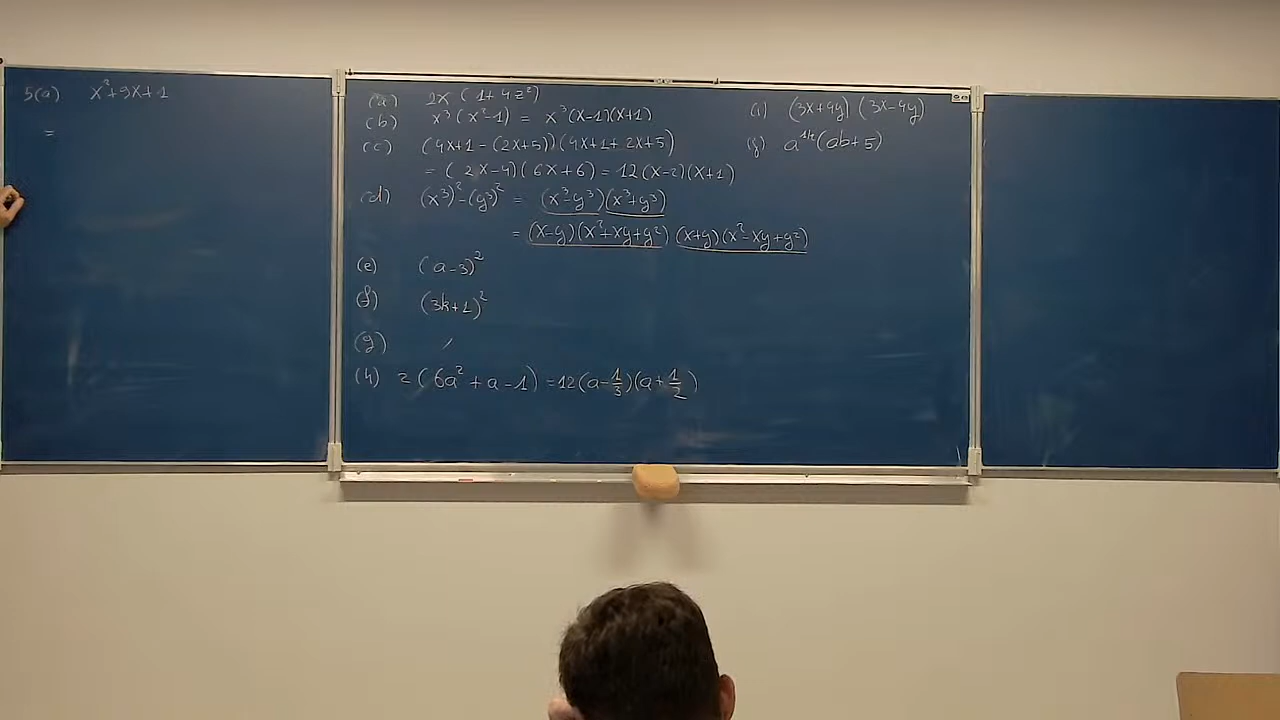 5(a) x²+9x+1
=
(a) 2x (1+4z²)
(b) x³(x²-1) = x³(x-1)(x+1)
(c) (4x+1-(2x+5))(4x+1+2x+5)
= (2x-4)(6x+6) = 12(x-2)(x+1)
(d) (x³)²-(y³)² = (x³-y³)(x³+y³)
= (x-y)(x²+xy+y²) (x+y)(x²-xy+y²)
(e) (a-3)²
(f) (3k+1)²
(g) /
(h) 2(6a²+a-1) = 12(a-1/3)(a+1/2)
(i) (3x+4y)(3x-4y)
(j) (ab+5)